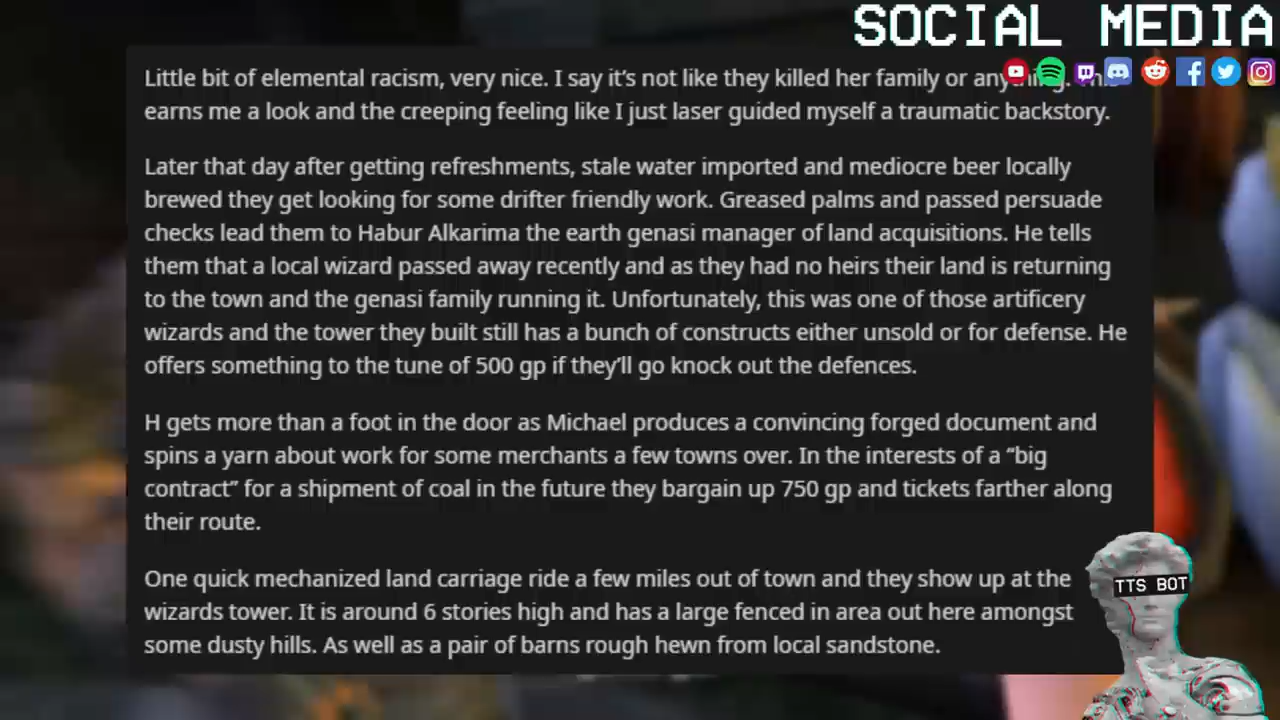 SOCIAL MEDIA
Little bit of elemental racism, very nice. I say it's not like they killed her family or anything. This
earns me a look and the creeping feeling like I just laser guided myself a traumatic backstory.
Later that day after getting refreshments, stale water imported and mediocre beer locally
brewed they get looking for some drifter friendly work. Greased palms and passed persuade
checks lead them to Habur Alkarima the earth genasi manager of land acquisitions. He tells
them that a local wizard passed away recently and as they had no heirs their land is returning
to the town and the genasi family running it. Unfortunately, this was one of those artificery
wizards and the tower they built still has a bunch of constructs either unsold or for defense. He
offers something to the tune of 500 gp if they'll go knock out the defences.
H gets more than a foot in the door as Michael produces a convincing forged document and
spins a yarn about work for some merchants a few towns over. In the interests of a “big
contract” for a shipment of coal in the future they bargain up 750 gp and tickets farther along
their route.
One quick mechanized land carriage ride a few miles out of town and they show up at the
wizards tower. It is around 6 stories high and has a large fenced in area out here amongst
some dusty hills. As well as a pair of barns rough hewn from local sandstone.
TTS BOT